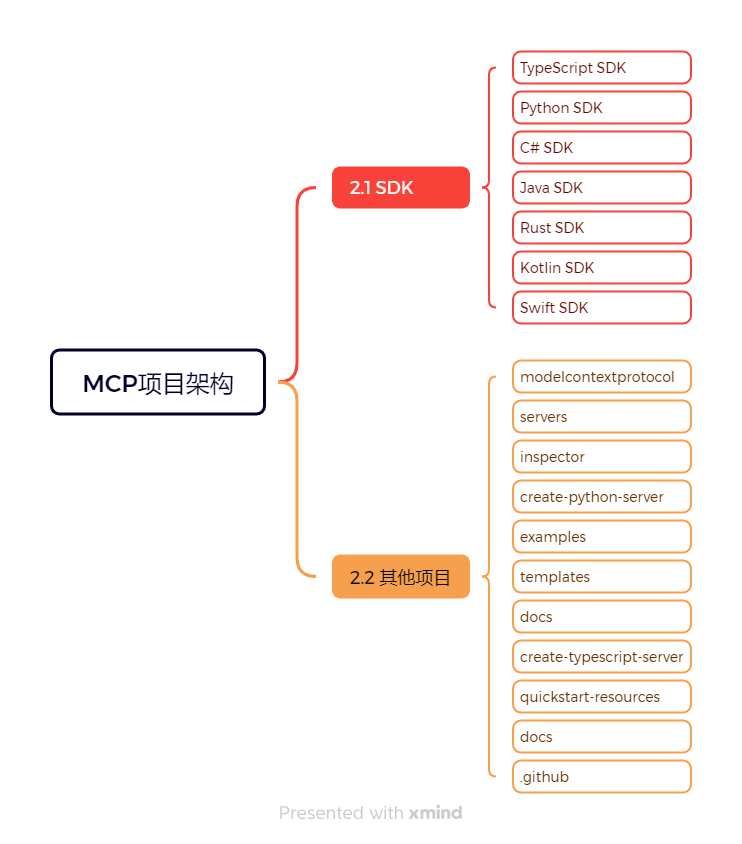 MCP项目架构
2.1 SDK
TypeScript SDK
Python SDK
C# SDK
Java SDK
Rust SDK
Kotlin SDK
Swift SDK
2.2 其他项目
modelcontextprotocol
servers
inspector
create-python-server
examples
templates
docs
create-typescript-server
quickstart-resources
docs
.github
Presented with xmind